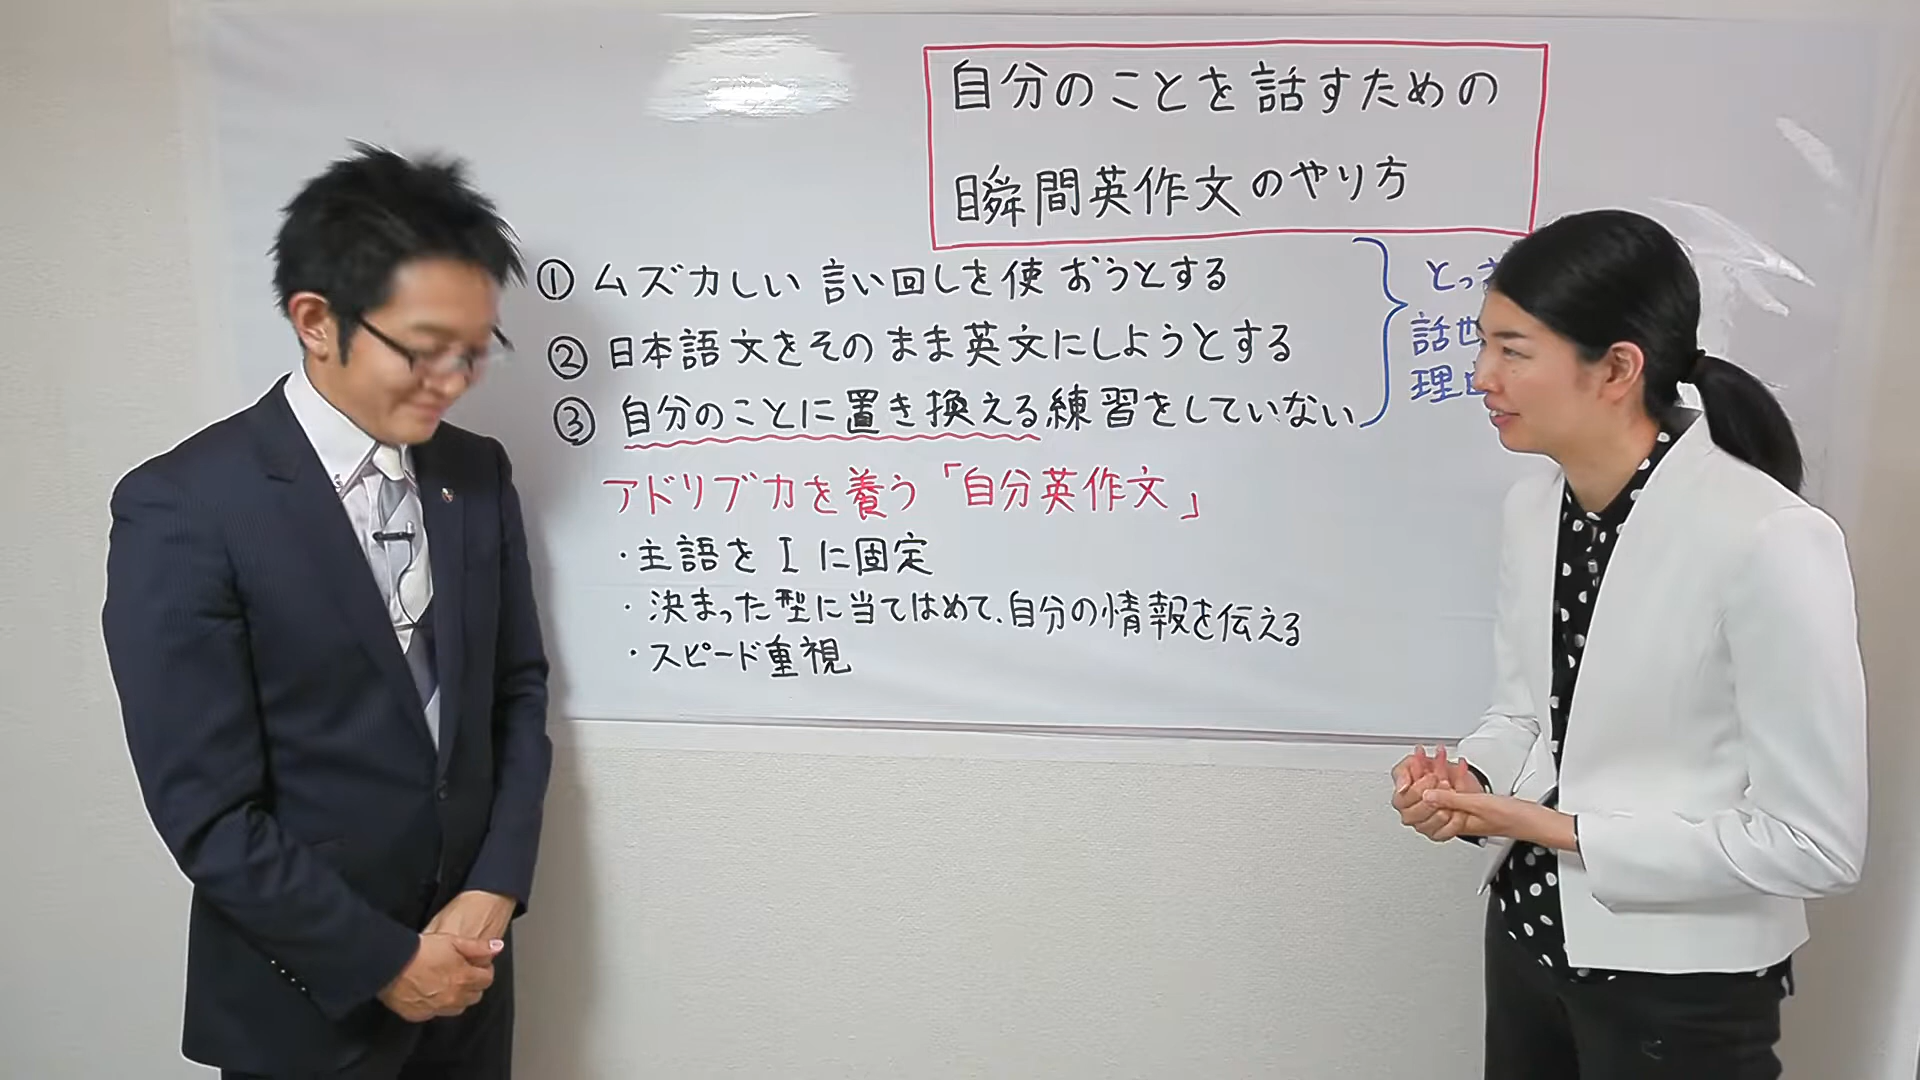 自分のことを話すための
瞬間英作文のやり方
① ムズカしい言い回しを使おうとする
② 日本語文をそのまま英文にしようとする
③ 自分のことに置き換える練習をしていない
とっ
話せ
理
アドリブ力を養う「自分英作文」
・主語を I に固定
・決まった型に当てはめて、自分の情報を伝える
・スピード重視